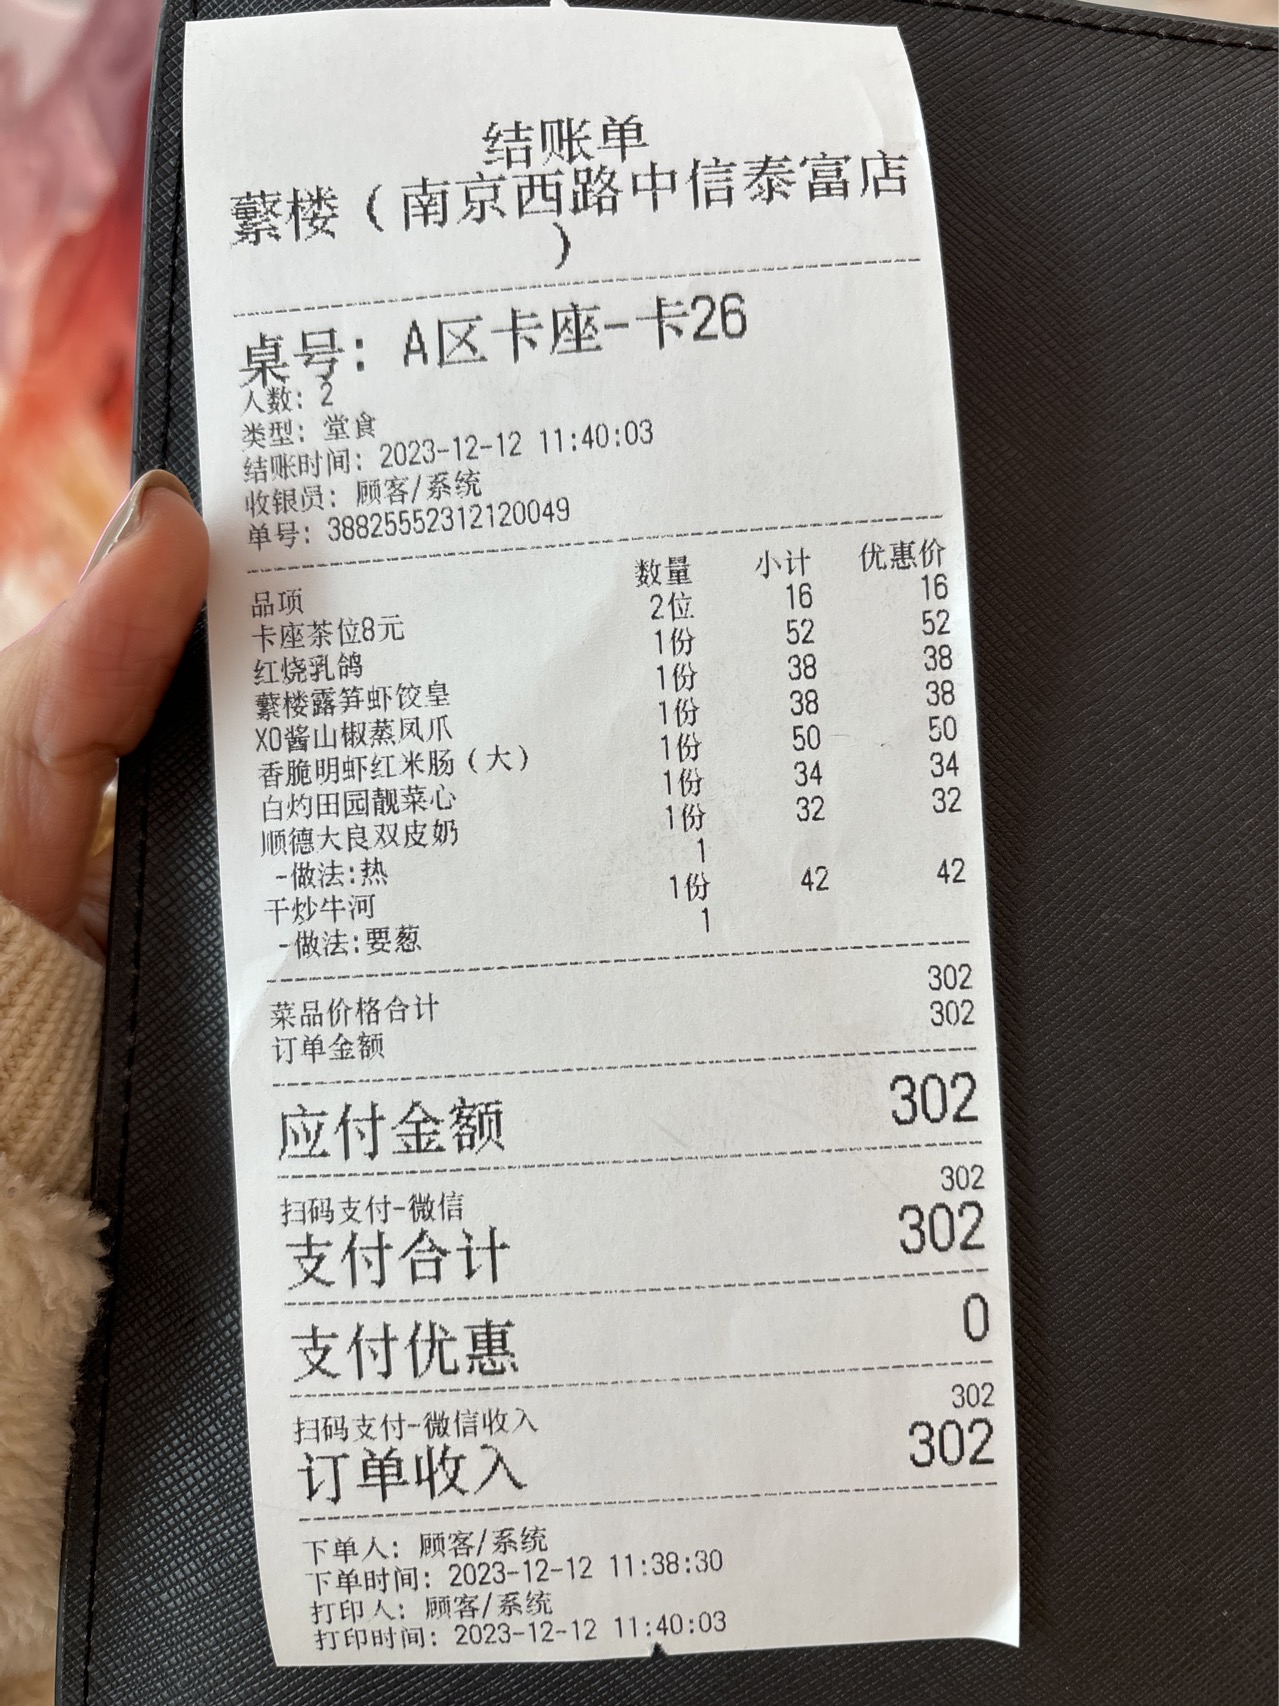 结账单
蘩楼（南京西路中信泰富店
）
桌号：A区卡座-卡26
人数：2
类型：堂食
结账时间：2023-12-12 11:40:03
收银员：顾客/系统
单号：38825552312120049
品项 数量 小计 优惠价
卡座茶位8元 2位 16 16
红烧乳鸽 1份 52 52
蘩楼露笋虾饺皇 1份 38 38
XO酱山椒蒸凤爪 1份 38 38
香脆明虾红米肠（大） 1份 50 50
白灼田园靓菜心 1份 34 34
顺德大良双皮奶 1份 32 32
-做法:热 1
干炒牛河 1份 42 42
-做法:要葱 1
菜品价格合计 302
订单金额 302
应付金额 302
扫码支付-微信 302
支付合计 302
支付优惠 0
扫码支付-微信收入 302
订单收入 302
下单人：顾客/系统
下单时间：2023-12-12 11:38:30
打印人：顾客/系统
打印时间：2023-12-12 11:40:03